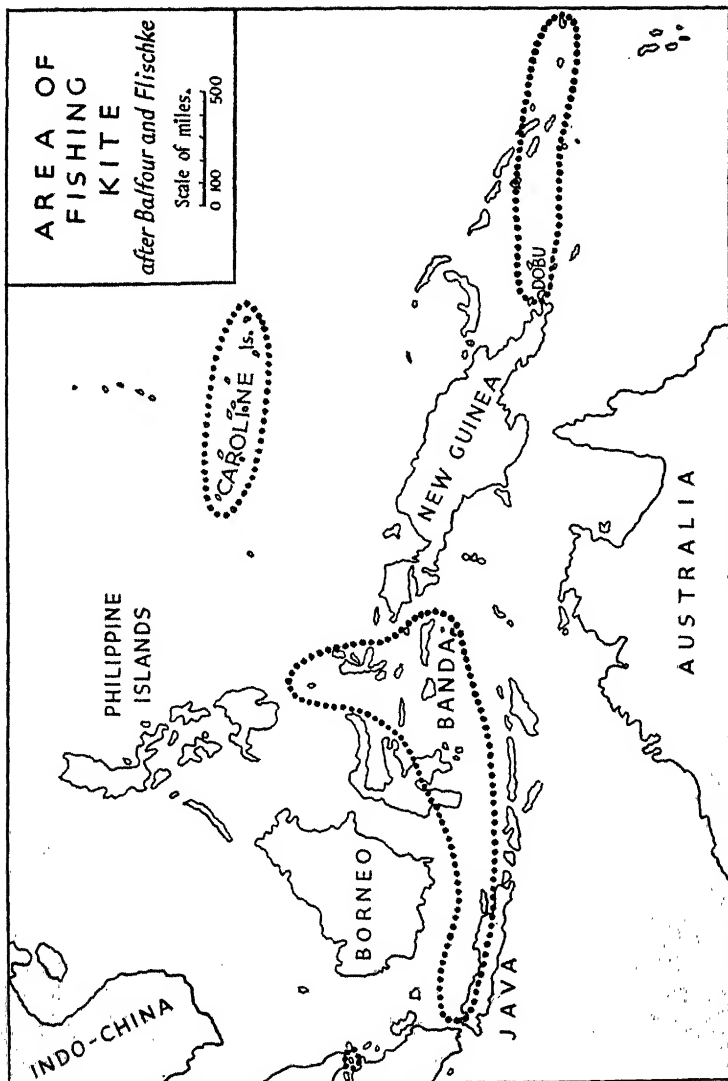 AREA OF
FISHING
KITE
after Balfour and Flischke
Scale of miles.
0 100 500
INDO-CHINA
PHILIPPINE
ISLANDS
CAROLINE Is.
BORNEO
BANDA
NEW GUINEA
DOBU
JAVA
AUSTRALIA